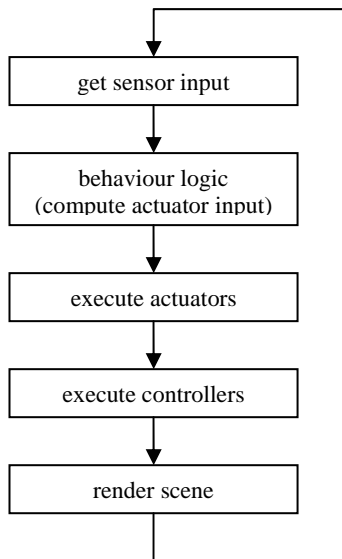 get sensor input
behaviour logic
(compute actuator input)
execute actuators
execute controllers
render scene